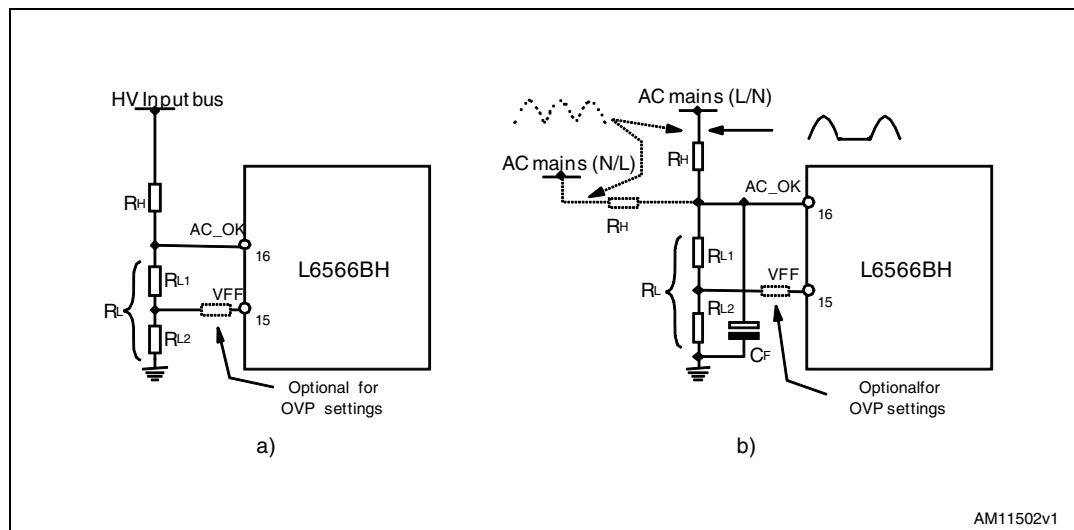 HV Input bus
RH
AC_OK
16
L6566BH
RL1
VFF
RL
15
RL2
Optional for
OVP settings
a)
AC mains (L/N)
RH
AC mains (N/L)
AC_OK
RH
16
L6566BH
RL1
VFF
RL
15
RL2
CF
Optionalfor
OVP settings
b)
AM11502v1